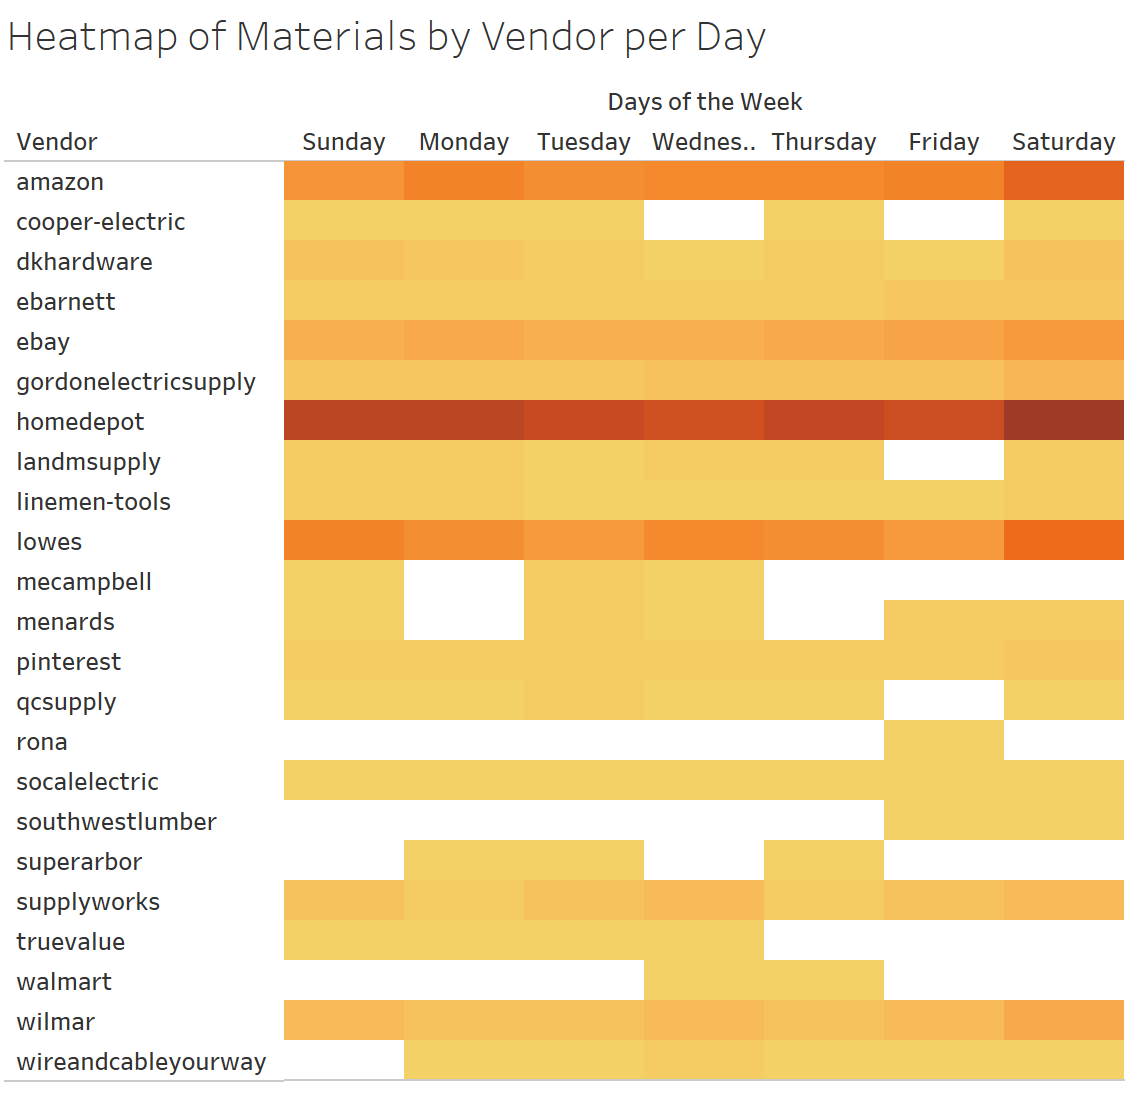 Heatmap of Materials by Vendor per Day
Days of the Week
Vendor Sunday Monday Tuesday Wednes.. Thursday Friday Saturday
amazon
cooper-electric
dkhardware
ebarnett
ebay
gordonelectricsupply
homedepot
landmsupply
linemen-tools
lowes
mecampbell
menards
pinterest
qcsupply
rona
socalelectric
southwestlumber
superarbor
supplyworks
truevalue
walmart
wilmar
wireandcableyourway